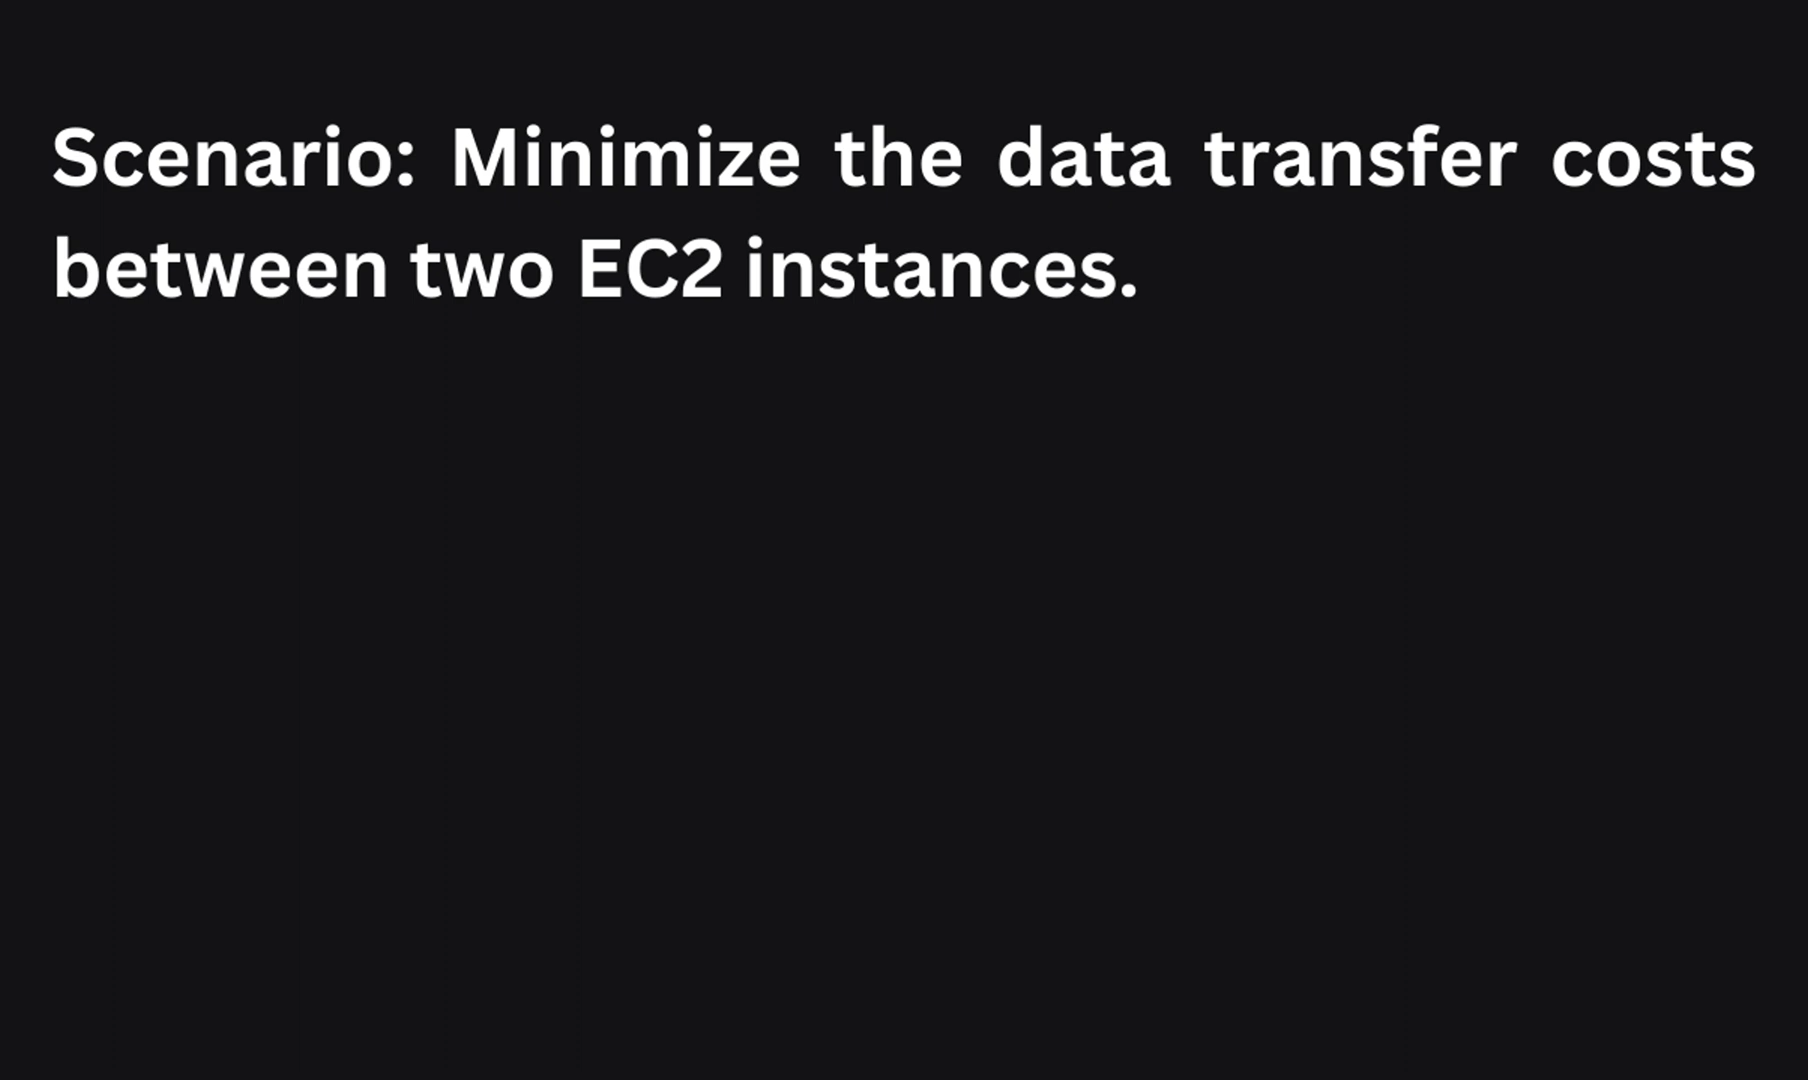 Scenario: Minimize the data transfer costs
between two EC2 instances.